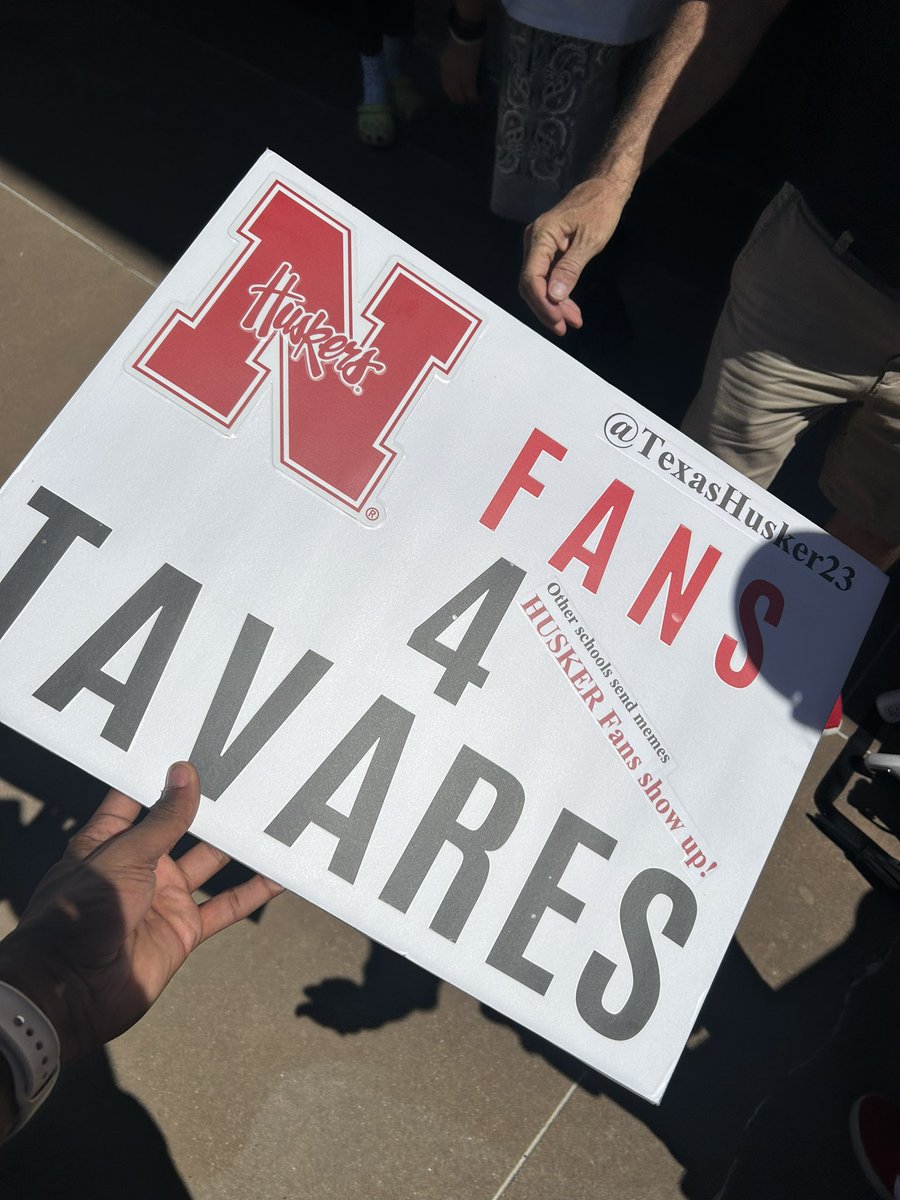 Huskers
®
@TexasHusker23
FANS
4
Other schools send memes
HUSKER Fans show up!
TAVARES